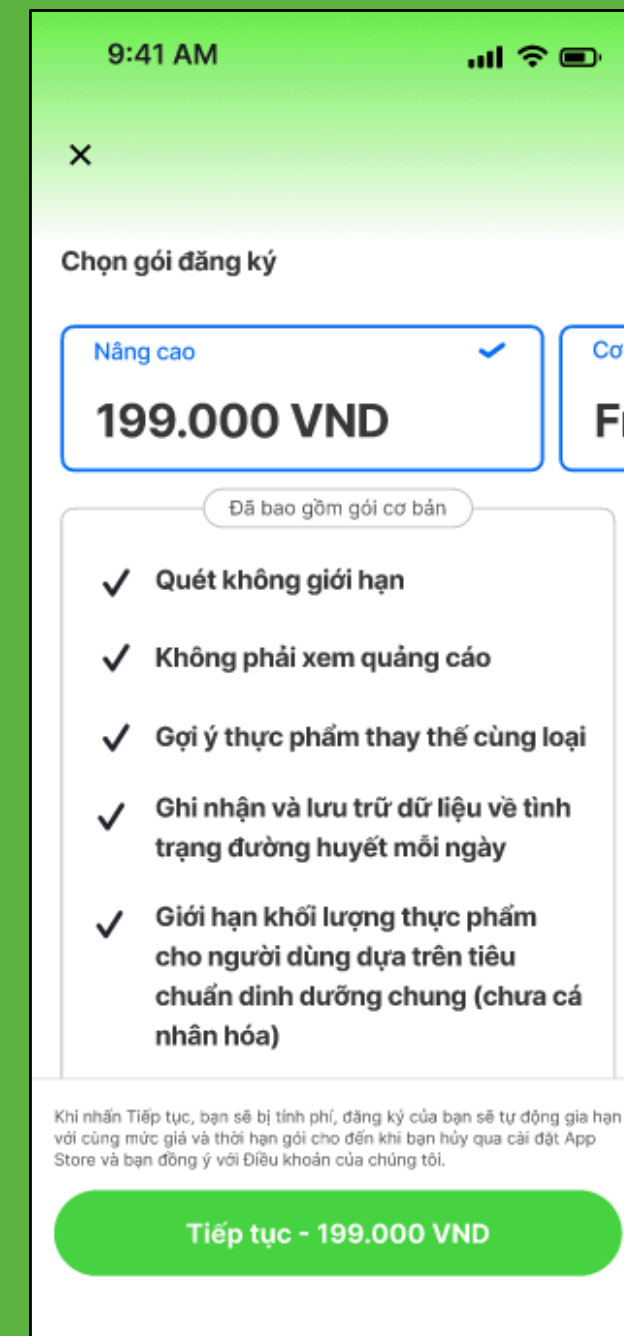 9:41 AM
Chọn gói đăng ký
Nâng cao
199.000 VND
Đã bao gồm gói cơ bản
Quét không giới hạn
Không phải xem quảng cáo
Gợi ý thực phẩm thay thế cùng loại
Ghi nhận và lưu trữ dữ liệu về tình
trạng đường huyết mỗi ngày
Giới hạn khối lượng thực phẩm
cho người dùng dựa trên tiêu
chuẩn dinh dưỡng chung (chưa cá
nhân hóa)
Khi nhấn Tiếp tục, bạn sẽ bị tính phí, đăng ký của bạn sẽ tự động gia hạn
với cùng mức giá và thời hạn gói cho đến khi bạn hủy qua cài đặt App
Store và bạn đồng ý với Điều khoản của chúng tôi.
Tiếp tục - 199.000 VND